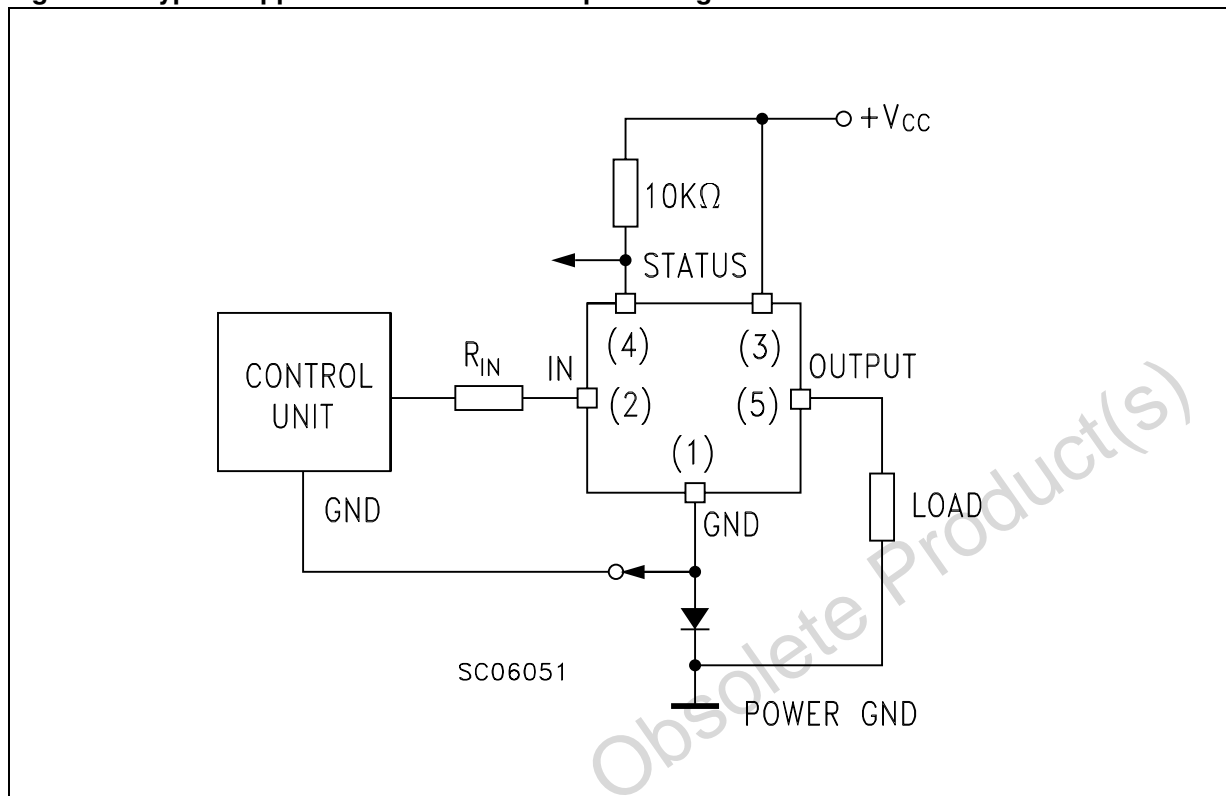 +VCC
10KΩ
STATUS
(4)
(3)
RIN
IN
OUTPUT
CONTROL
UNIT
(2)
(5)
(1)
GND
GND
LOAD
SC06051
POWER GND
Obsolete Product(s)